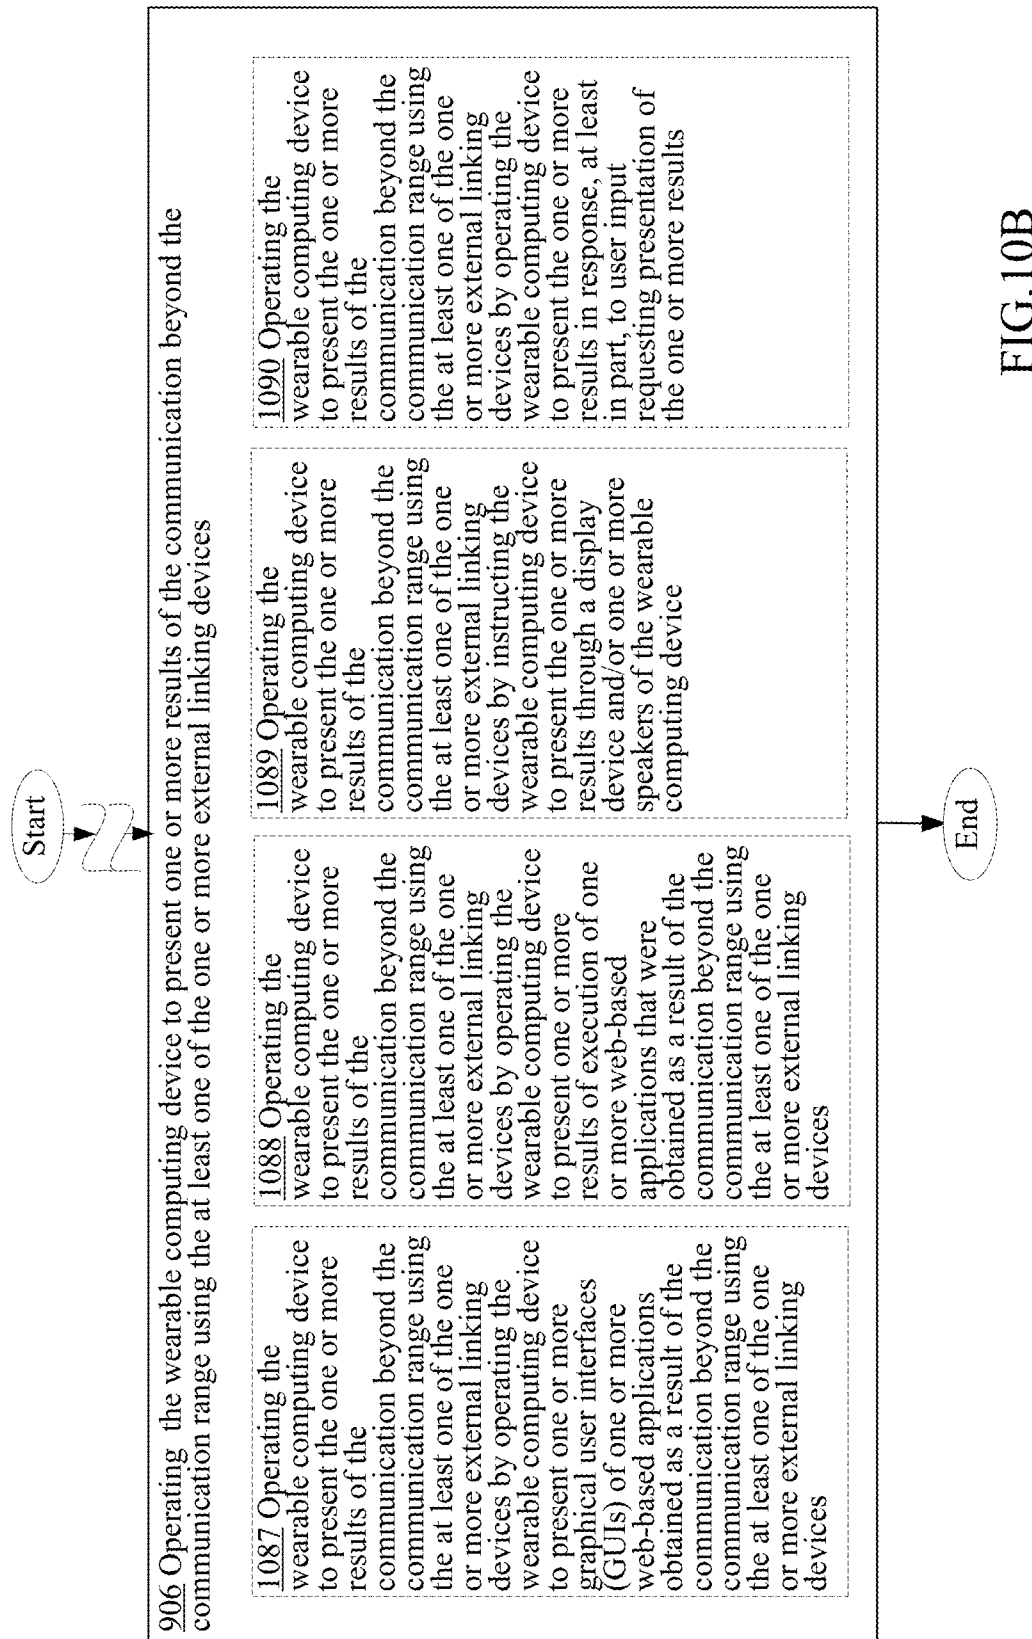 Start
906 Operating the wearable computing device to present one or more results of the communication beyond the
communication range using the at least one of the one or more external linking devices
1087 Operating the
wearable computing device
to present the one or more
results of the
communication beyond the
communication range using
the at least one of the one
or more external linking
devices by operating the
wearable computing device
to present one or more
graphical user interfaces
(GUIs) of one or more
web-based applications
obtained as a result of the
communication beyond the
communication range using
the at least one of the one
or more external linking
devices
1088 Operating the
wearable computing device
to present the one or more
results of the
communication beyond the
communication range using
the at least one of the one
or more external linking
devices by operating the
wearable computing device
to present one or more
results of execution of one
or more web-based
applications that were
obtained as a result of the
communication beyond the
communication range using
the at least one of the one
or more external linking
devices
1089 Operating the
wearable computing device
to present the one or more
results of the
communication beyond the
communication range using
the at least one of the one
or more external linking
devices by instructing the
wearable computing device
to present the one or more
results through a display
device and/or one or more
speakers of the wearable
computing device
1090 Operating the
wearable computing device
to present the one or more
results of the
communication beyond the
communication range using
the at least one of the one
or more external linking
devices by operating the
wearable computing device
to present the one or more
results in response, at least
in part, to user input
requesting presentation of
the one or more results
End
FIG.10B